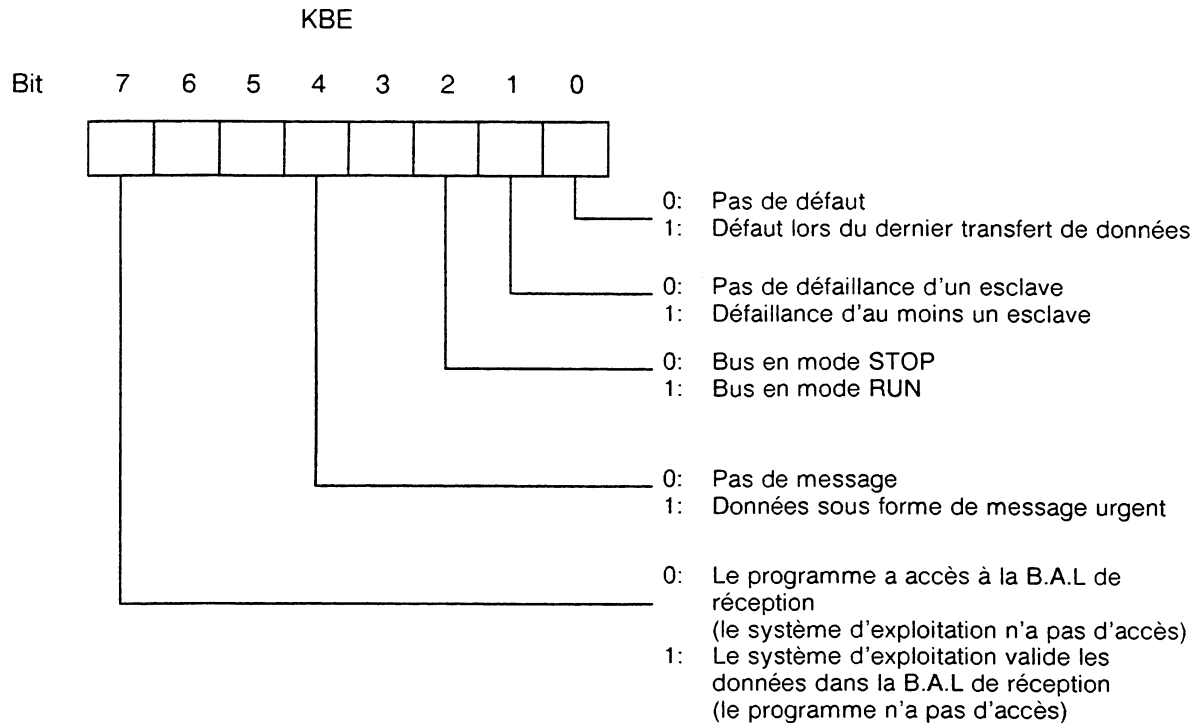 KBE
Bit 7 6 5 4 3 2 1 0
0: Pas de défaut
1: Défaut lors du dernier transfert de données
0: Pas de défaillance d'un esclave
1: Défaillance d'au moins un esclave
0: Bus en mode STOP
1: Bus en mode RUN
0: Pas de message
1: Données sous forme de message urgent
0: Le programme a accès à la B.A.L de
réception
(le système d'exploitation n'a pas d'accès)
1: Le système d'exploitation valide les
données dans la B.A.L de réception
(le programme n'a pas d'accès)